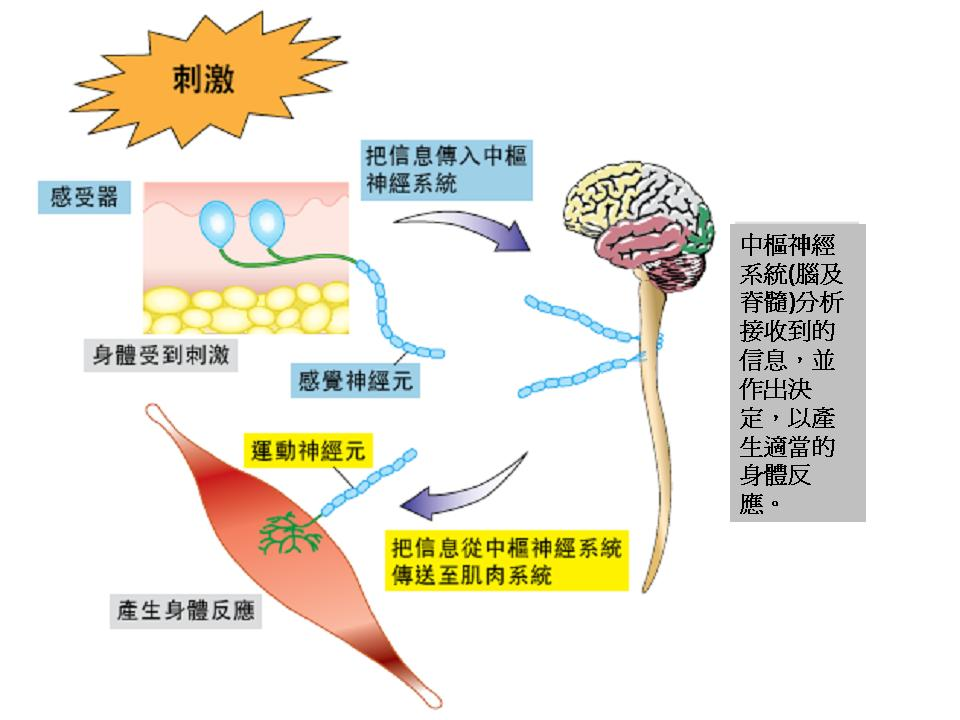 刺激
把信息傳入中樞
神經系統
感受器
身體受到刺激
感覺神經元
中樞神經
系統(腦及
脊髓)分析
接收到的
信息，並
作出決
定，以產
生適當的
身體反
應。
運動神經元
把信息從中樞神經系統
傳送至肌肉系統
產生身體反應